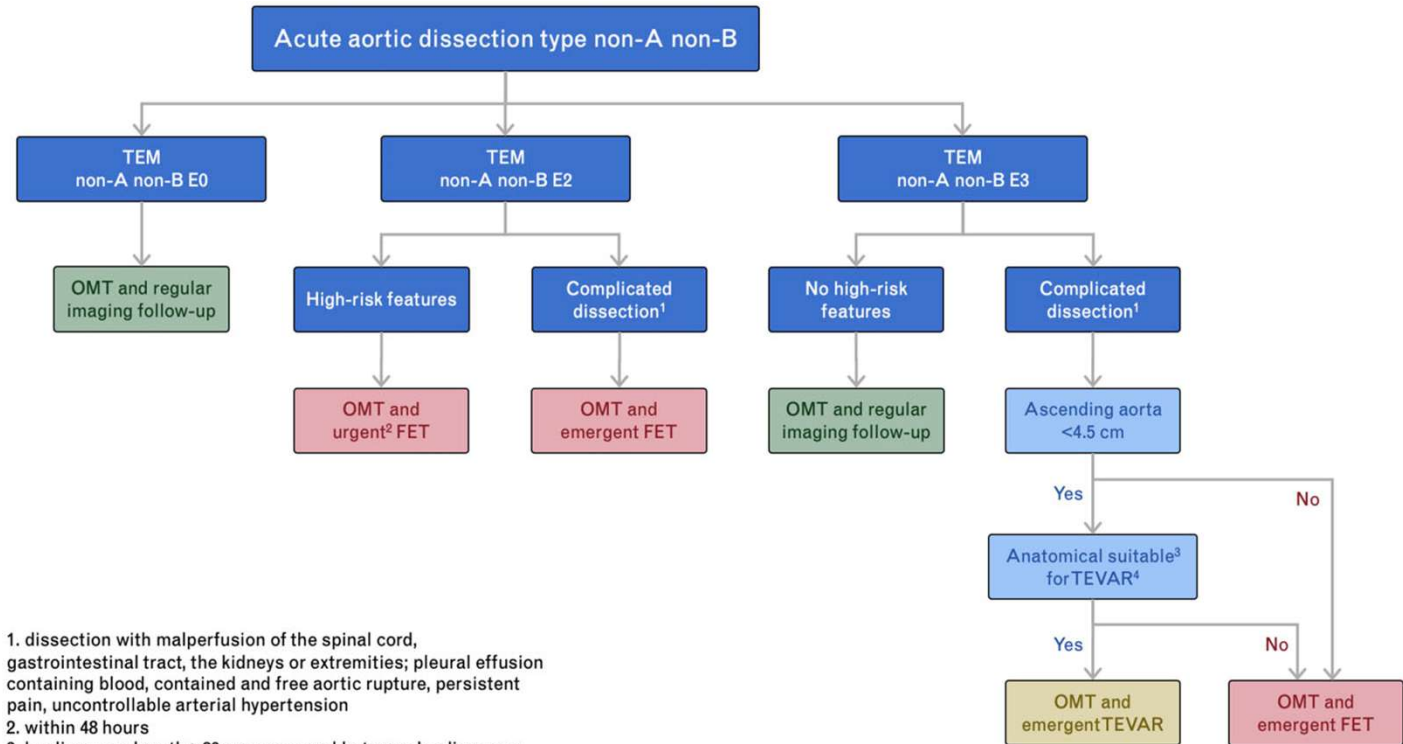 Acute aortic dissection type non-A non-B
TEM
non-A non-B E0
TEM
non-A non-B E2
TEM
non-A non-B E3
OMT and regular
imaging follow-up
High-risk features
Complicated
dissection¹
No high-risk
features
Complicated
dissection¹
OMT and
urgent² FET
OMT and
emergent FET
OMT and regular
imaging follow-up
Ascending aorta
<4.5 cm
Yes
No
Anatomical suitable³
for TEVAR⁴
Yes
No
OMT and
emergent TEVAR
OMT and
emergent FET
1. dissection with malperfusion of the spinal cord,
gastrointestinal tract, the kidneys or extremities; pleural effusion
containing blood, contained and free aortic rupture, persistent
pain, uncontrollable arterial hypertension
2. within 48 hours